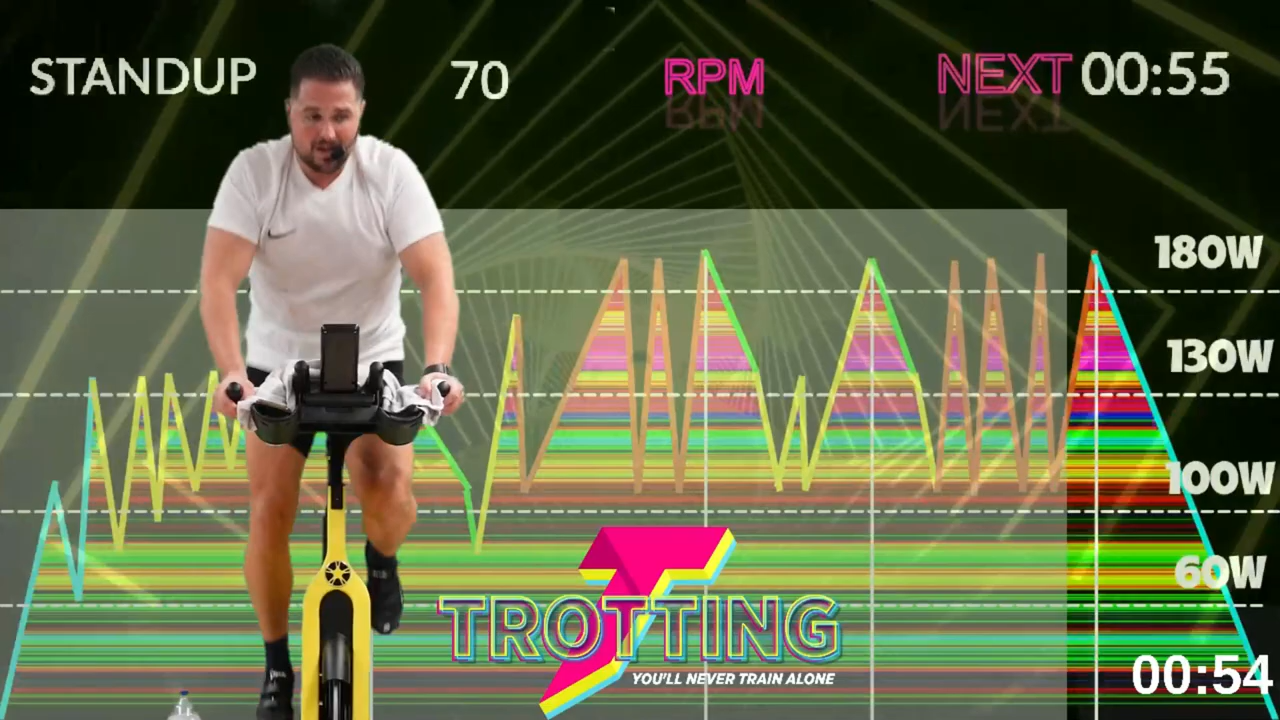 STANDUP
70
RPM
NEXT 00:55
180W
130W
100W
60W
TROTTING
YOU'LL NEVER TRAIN ALONE
00:54